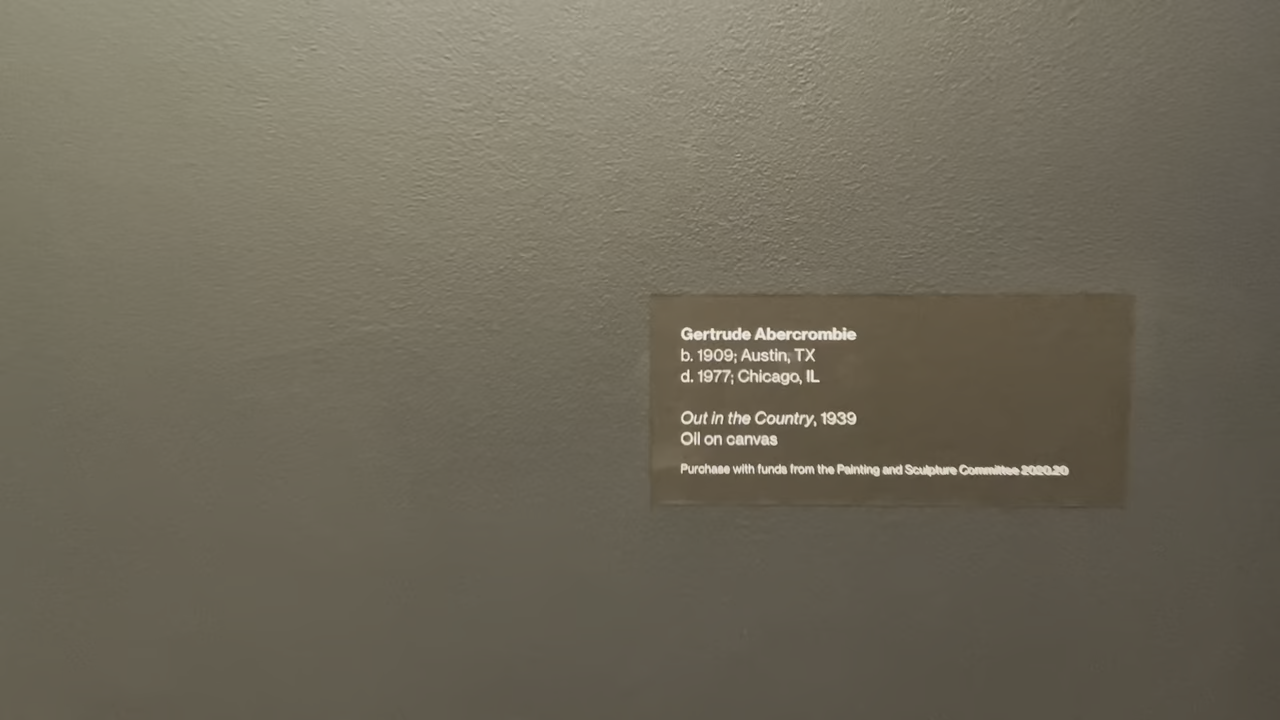 Gertrude Abercrombie
b. 1909; Austin, TX
d. 1977; Chicago, IL
Out in the Country, 1939
Oil on canvas
Purchase with funds from the Painting and Sculpture Committee 2020.20